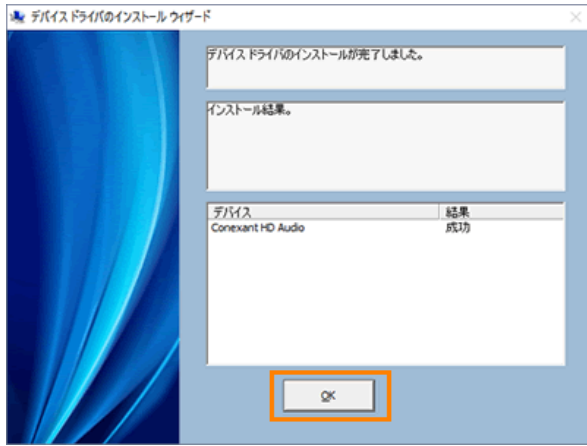 デバイス ドライバのインストール ウィザード
デバイス ドライバのインストールが完了しました。
インストール結果。
デバイス 結果
Conexant HD Audio 成功
OK